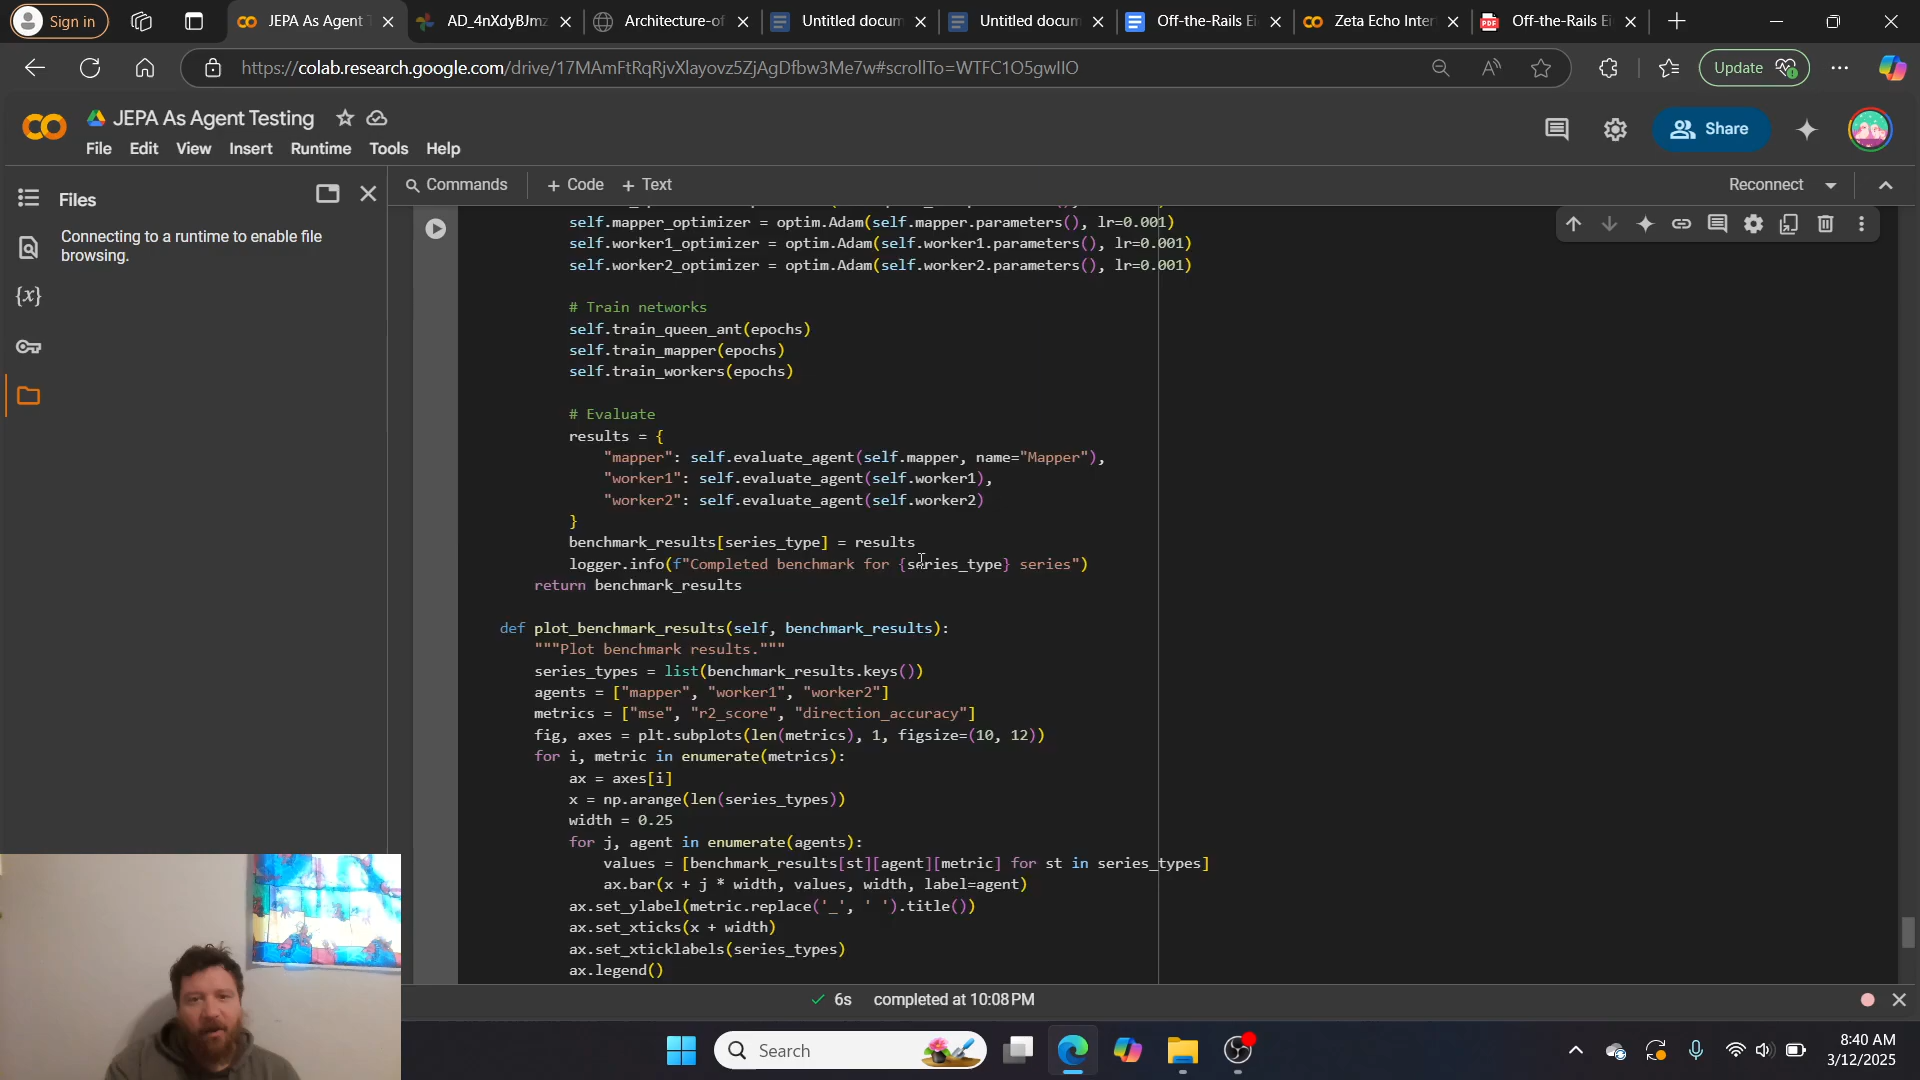 Sign in
JEPA As Agent T
AD_4nXdyBJmz
Architecture-of
Untitled docum
Untitled docum
Off-the-Rails Ei
Zeta Echo Inter
Off-the-Rails Ei
https://colab.research.google.com/drive/17MAmFtRqRjvXlayovz5ZjAgDfbw3Me7w#scrollTo=WTFC1O5gwIIO
Update
JEPA As Agent Testing
File Edit View Insert Runtime Tools Help
Share
Files
Commands + Code + Text
Reconnect
Connecting to a runtime to enable file
browsing.
{x}
self.mapper_optimizer = optim.Adam(self.mapper.parameters(), lr=0.001)
self.worker1_optimizer = optim.Adam(self.worker1.parameters(), lr=0.001)
self.worker2_optimizer = optim.Adam(self.worker2.parameters(), lr=0.001)
# Train networks
self.train_queen_ant(epochs)
self.train_mapper(epochs)
self.train_workers(epochs)
# Evaluate
results = {
"mapper": self.evaluate_agent(self.mapper, name="Mapper"),
"worker1": self.evaluate_agent(self.worker1),
"worker2": self.evaluate_agent(self.worker2)
}
benchmark_results[series_type] = results
logger.info(f"Completed benchmark for {series_type} series")
return benchmark_results
def plot_benchmark_results(self, benchmark_results):
"""Plot benchmark results."""
series_types = list(benchmark_results.keys())
agents = ["mapper", "worker1", "worker2"]
metrics = ["mse", "r2_score", "direction_accuracy"]
fig, axes = plt.subplots(len(metrics), 1, figsize=(10, 12))
for i, metric in enumerate(metrics):
ax = axes[i]
x = np.arange(len(series_types))
width = 0.25
for j, agent in enumerate(agents):
values = [benchmark_results[st][agent][metric] for st in series_types]
ax.bar(x + j * width, values, width, label=agent)
ax.set_ylabel(metric.replace('_', ' ').title())
ax.set_xticks(x + width)
ax.set_xticklabels(series_types)
ax.legend()
6s completed at 10:08 PM
Search
8:40 AM
3/12/2025